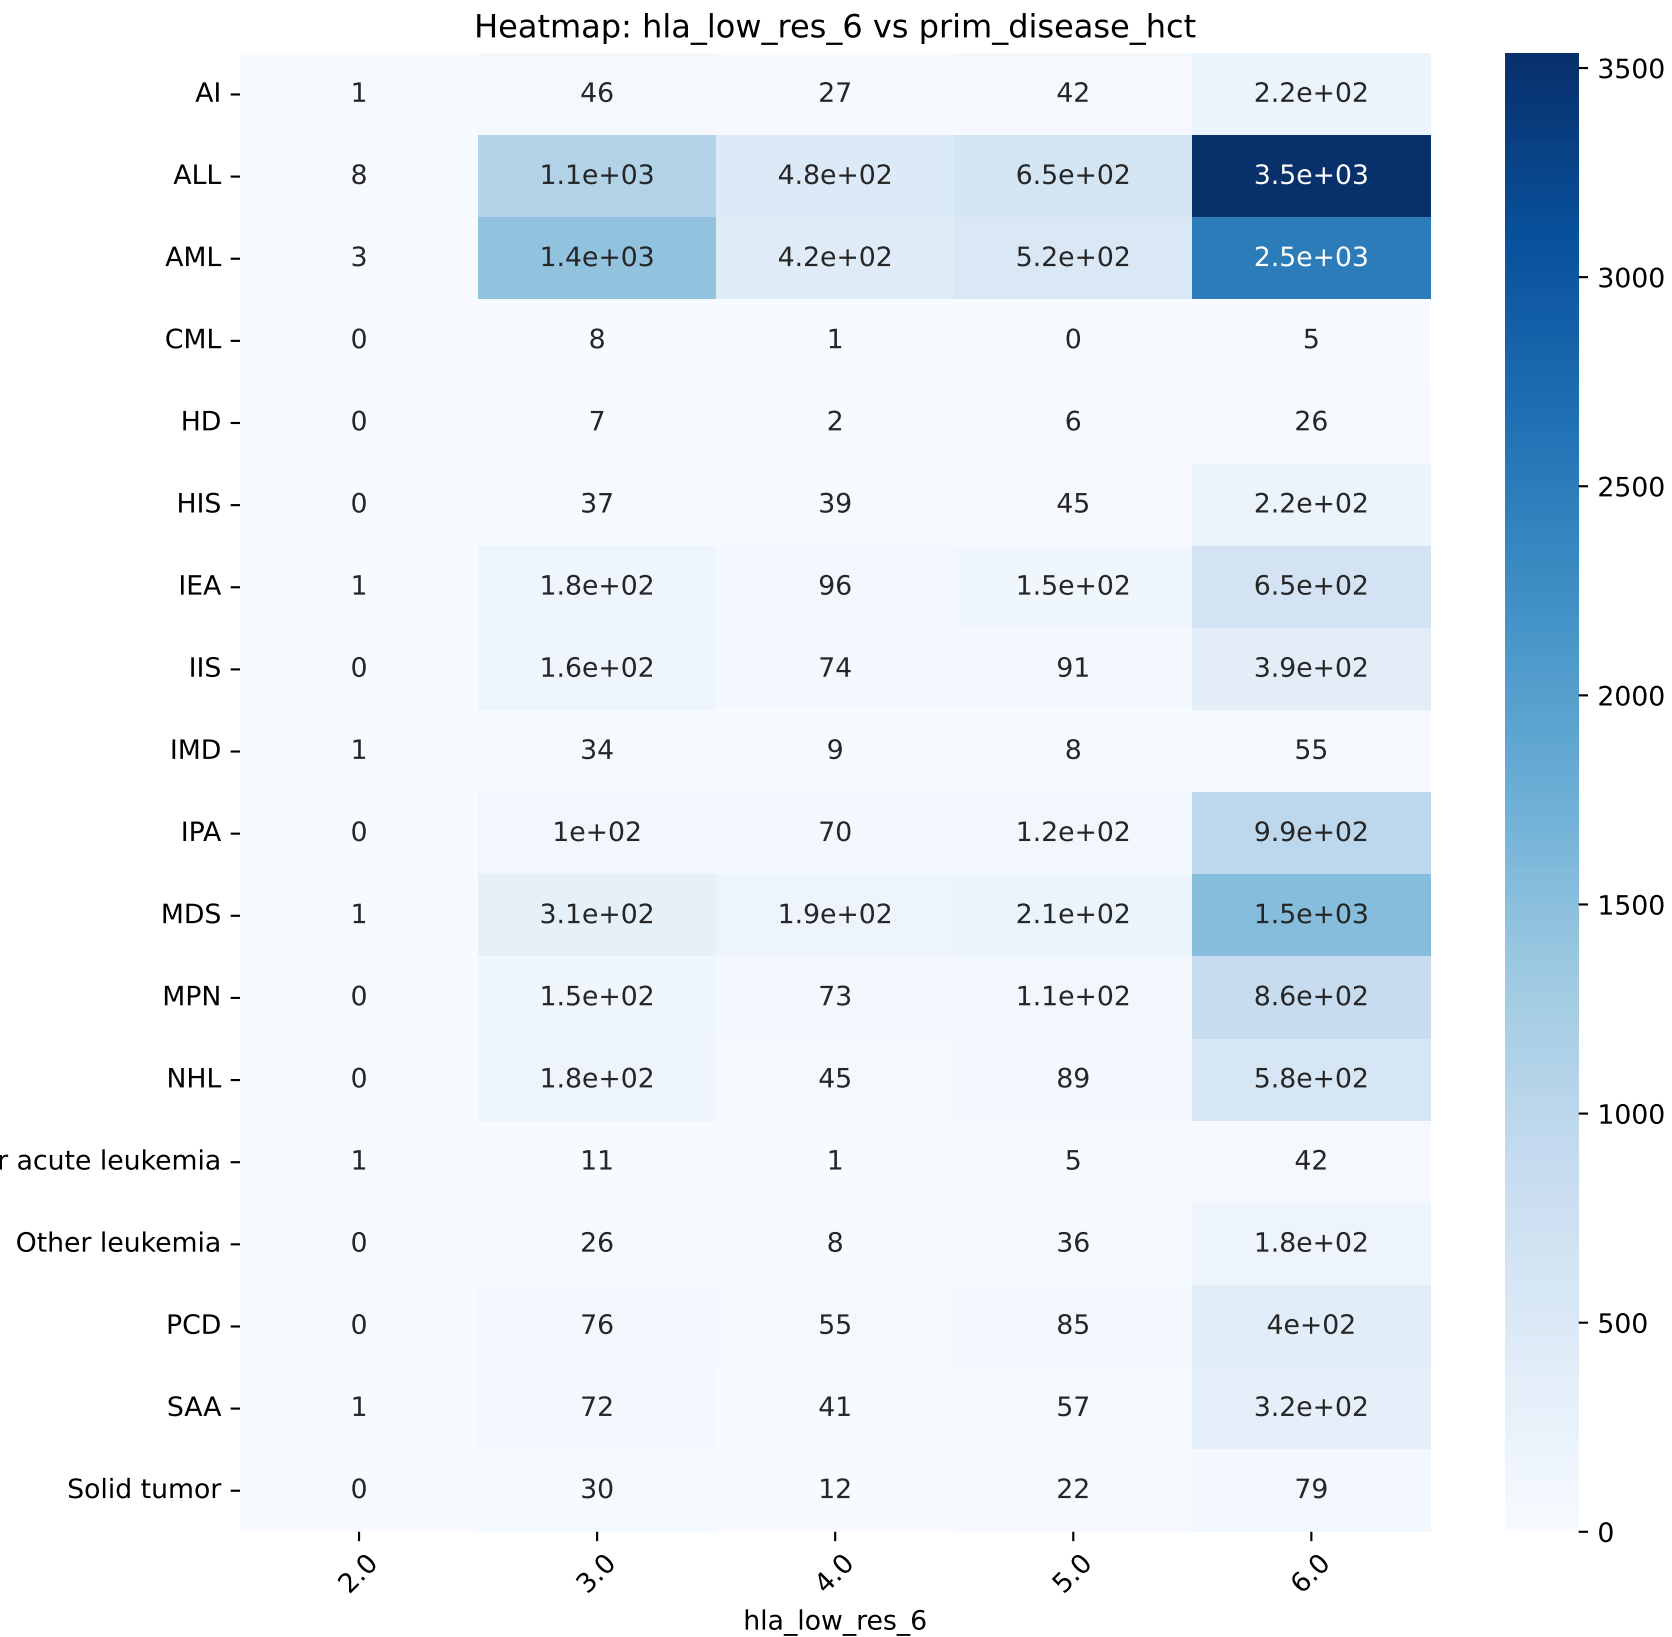 Heatmap: hla_low_res_6 vs prim_disease_hct
AI 1 46 27 42 2.2e+02
ALL 8 1.1e+03 4.8e+02 6.5e+02 3.5e+03
AML 3 1.4e+03 4.2e+02 5.2e+02 2.5e+03
CML 0 8 1 0 5
HD 0 7 2 6 26
HIS 0 37 39 45 2.2e+02
IEA 1 1.8e+02 96 1.5e+02 6.5e+02
IIS 0 1.6e+02 74 91 3.9e+02
IMD 1 34 9 8 55
IPA 0 1e+02 70 1.2e+02 9.9e+02
MDS 1 3.1e+02 1.9e+02 2.1e+02 1.5e+03
MPN 0 1.5e+02 73 1.1e+02 8.6e+02
NHL 0 1.8e+02 45 89 5.8e+02
r acute leukemia 1 11 1 5 42
Other leukemia 0 26 8 36 1.8e+02
PCD 0 76 55 85 4e+02
SAA 1 72 41 57 3.2e+02
Solid tumor 0 30 12 22 79
2.0 3.0 4.0 5.0 6.0
hla_low_res_6
3500
3000
2500
2000
1500
1000
500
0